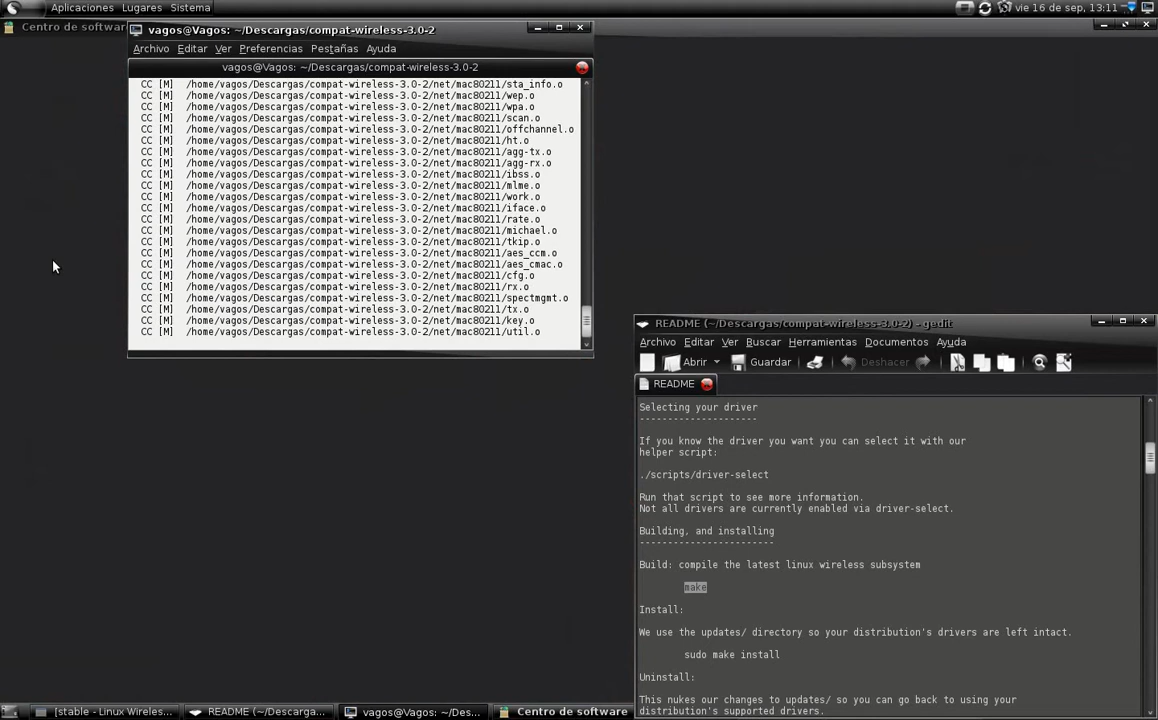 Aplicaciones Lugares Sistema
vie 16 de sep, 13:11
Centro de softwar
vagos@Vagos: ~/Descargas/compat-wireless-3.0-2
Archivo Editar Ver Preferencias Pestañas Ayuda
vagos@Vagos: ~/Descargas/compat-wireless-3.0-2
CC [M] /home/vagos/Descargas/compat-wireless-3.0-2/net/mac80211/sta_info.o
CC [M] /home/vagos/Descargas/compat-wireless-3.0-2/net/mac80211/wep.o
CC [M] /home/vagos/Descargas/compat-wireless-3.0-2/net/mac80211/wpa.o
CC [M] /home/vagos/Descargas/compat-wireless-3.0-2/net/mac80211/scan.o
CC [M] /home/vagos/Descargas/compat-wireless-3.0-2/net/mac80211/offchannel.o
CC [M] /home/vagos/Descargas/compat-wireless-3.0-2/net/mac80211/ht.o
CC [M] /home/vagos/Descargas/compat-wireless-3.0-2/net/mac80211/agg-tx.o
CC [M] /home/vagos/Descargas/compat-wireless-3.0-2/net/mac80211/agg-rx.o
CC [M] /home/vagos/Descargas/compat-wireless-3.0-2/net/mac80211/ibss.o
CC [M] /home/vagos/Descargas/compat-wireless-3.0-2/net/mac80211/mlme.o
CC [M] /home/vagos/Descargas/compat-wireless-3.0-2/net/mac80211/work.o
CC [M] /home/vagos/Descargas/compat-wireless-3.0-2/net/mac80211/iface.o
CC [M] /home/vagos/Descargas/compat-wireless-3.0-2/net/mac80211/rate.o
CC [M] /home/vagos/Descargas/compat-wireless-3.0-2/net/mac80211/michael.o
CC [M] /home/vagos/Descargas/compat-wireless-3.0-2/net/mac80211/tkip.o
CC [M] /home/vagos/Descargas/compat-wireless-3.0-2/net/mac80211/aes_ccm.o
CC [M] /home/vagos/Descargas/compat-wireless-3.0-2/net/mac80211/aes_cmac.o
CC [M] /home/vagos/Descargas/compat-wireless-3.0-2/net/mac80211/cfg.o
CC [M] /home/vagos/Descargas/compat-wireless-3.0-2/net/mac80211/rx.o
CC [M] /home/vagos/Descargas/compat-wireless-3.0-2/net/mac80211/spectmgmt.o
CC [M] /home/vagos/Descargas/compat-wireless-3.0-2/net/mac80211/tx.o
CC [M] /home/vagos/Descargas/compat-wireless-3.0-2/net/mac80211/key.o
CC [M] /home/vagos/Descargas/compat-wireless-3.0-2/net/mac80211/util.o
README (~/Descargas/compat-wireless-3.0-2) - gedit
Archivo Editar Ver Buscar Herramientas Documentos Ayuda
Abrir Guardar Deshacer
README
Selecting your driver
---------------------
If you know the driver you want you can select it with our
helper script:
./scripts/driver-select
Run that script to see more information.
Not all drivers are currently enabled via driver-select.
Building, and installing
------------------------
Build: compile the latest linux wireless subsystem
make
Install:
We use the updates/ directory so your distribution's drivers are left intact.
sudo make install
Uninstall:
This nukes our changes to updates/ so you can go back to using your
distribution's supported drivers.
[stable - Linux Wireles... README (~/Descarga... vagos@Vagos: ~/Des... Centro de software